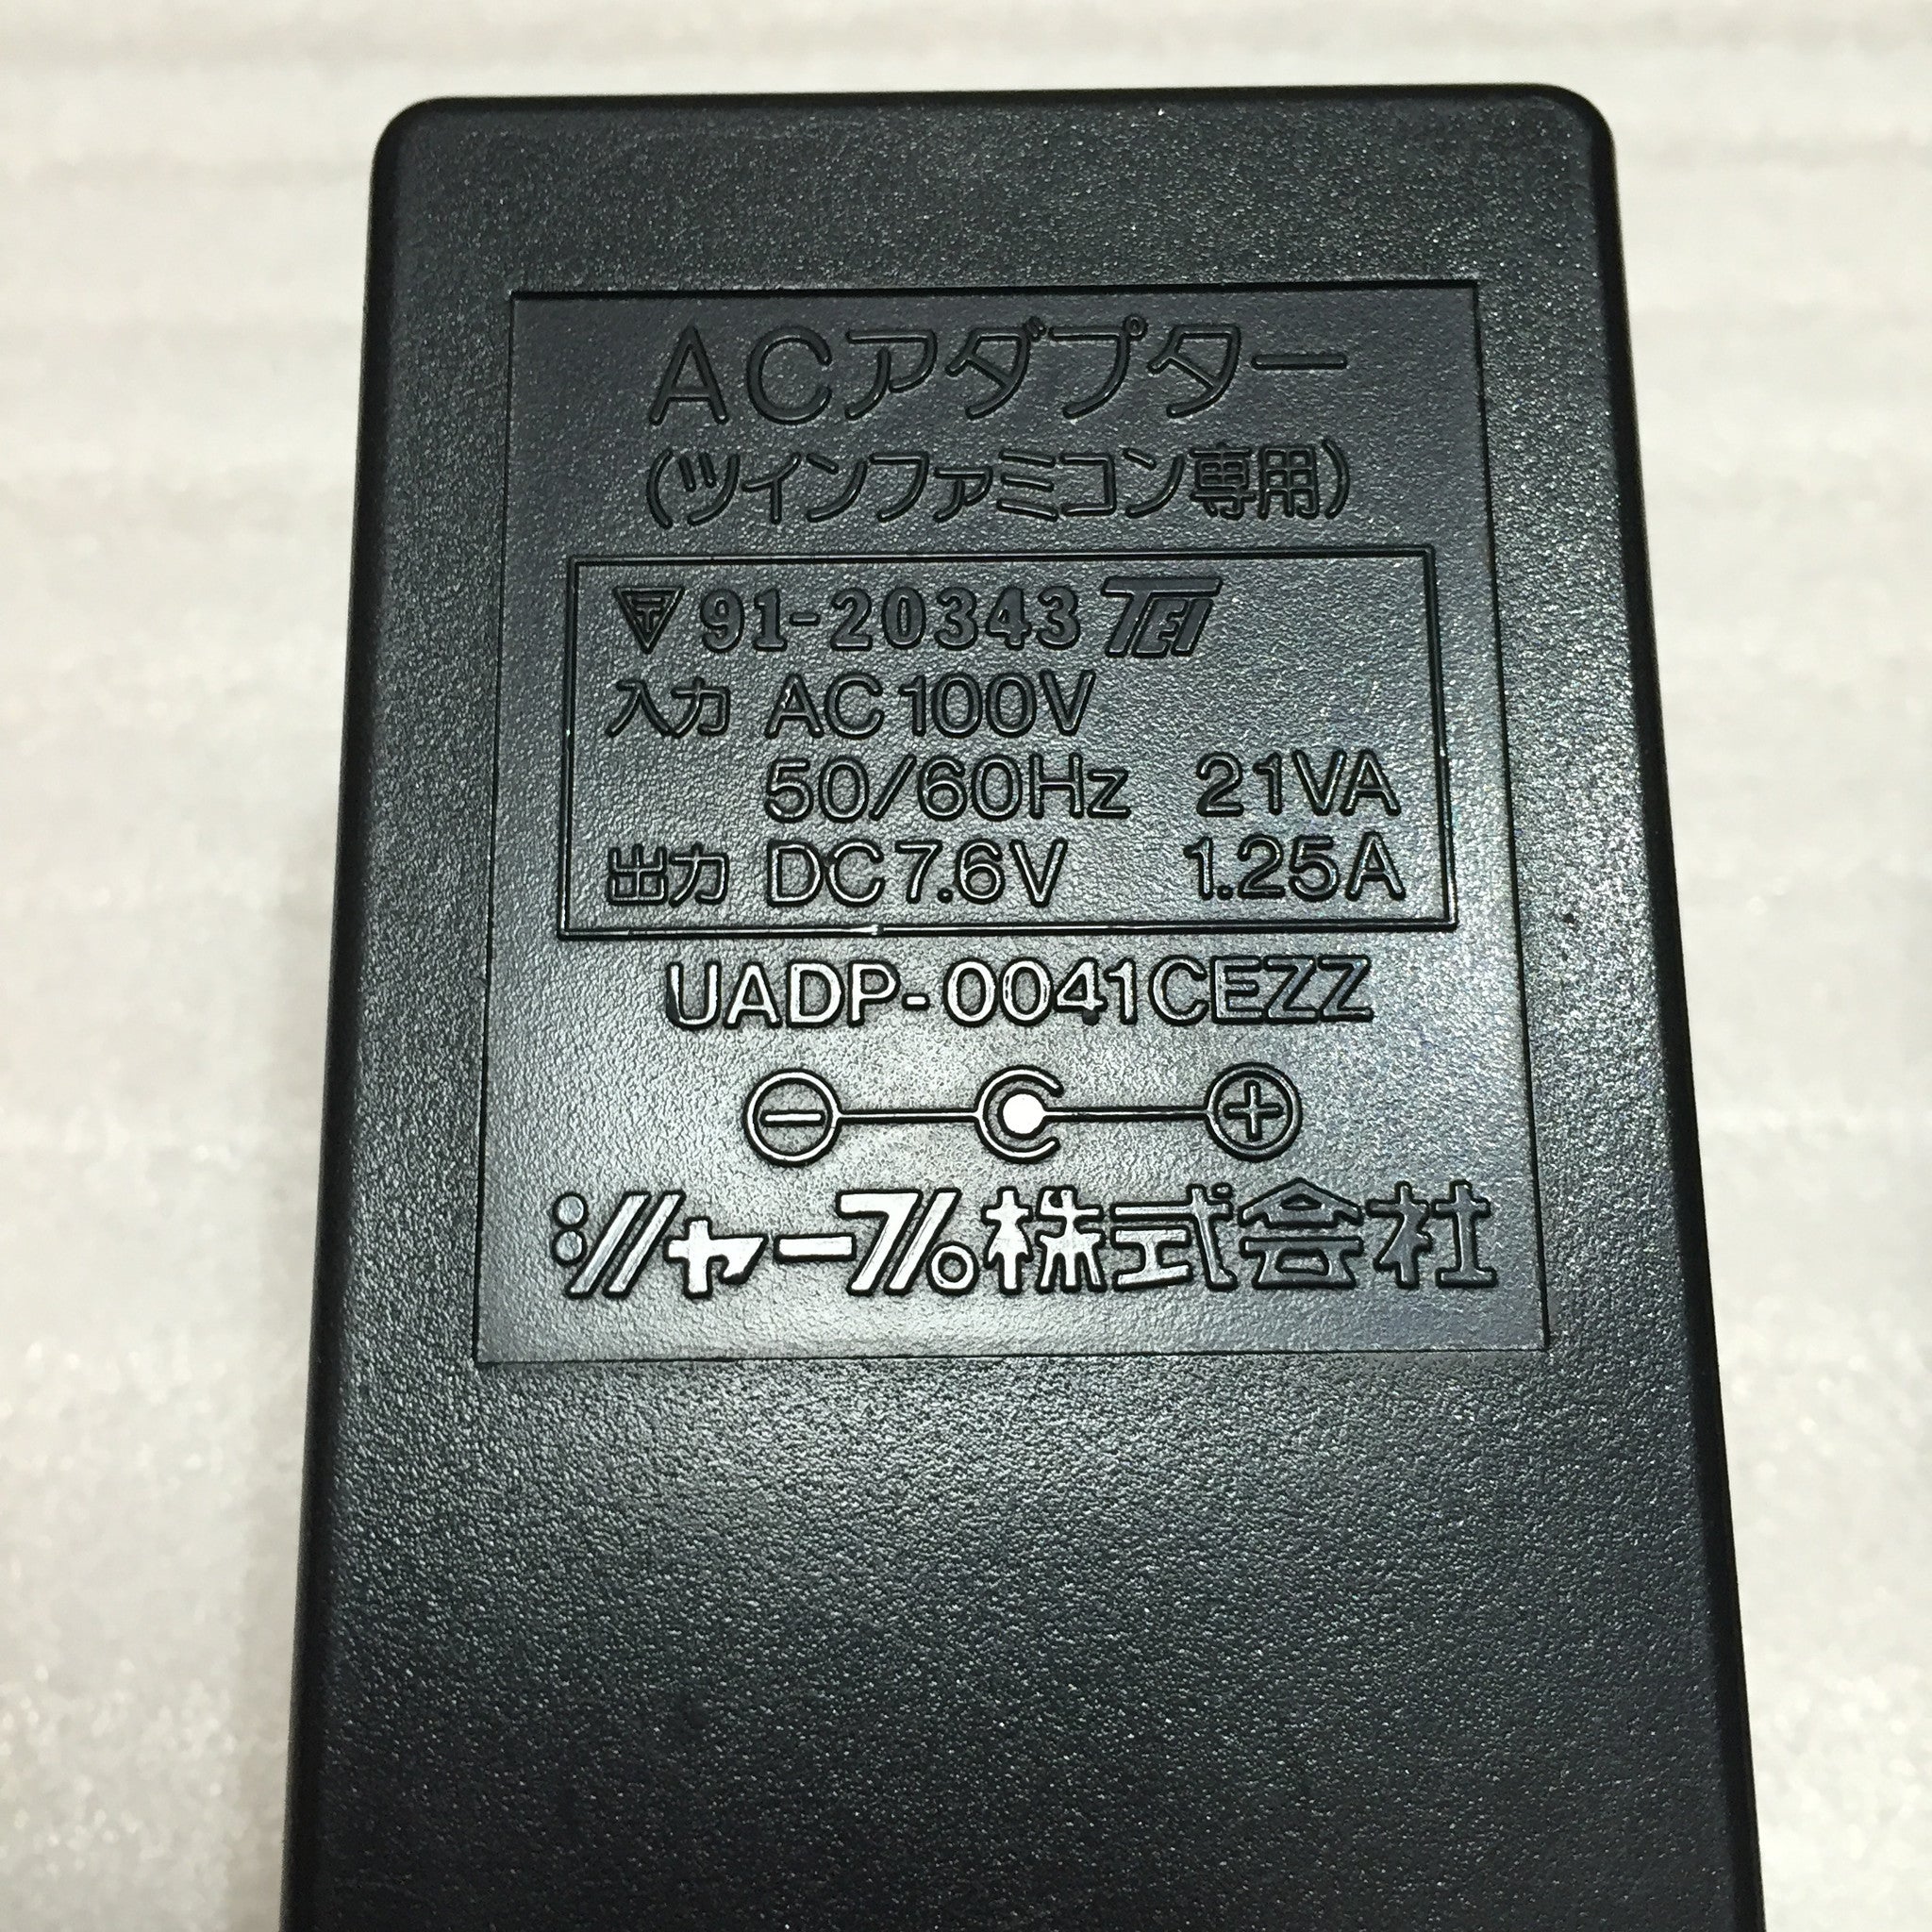 ACアダプター
(ツインファミコン専用)
91-20343 TEI
入力 AC100V
50/60Hz 21VA
出力 DC7.6V 1.25A
UADP-0041CEZZ
シャープ株式会社